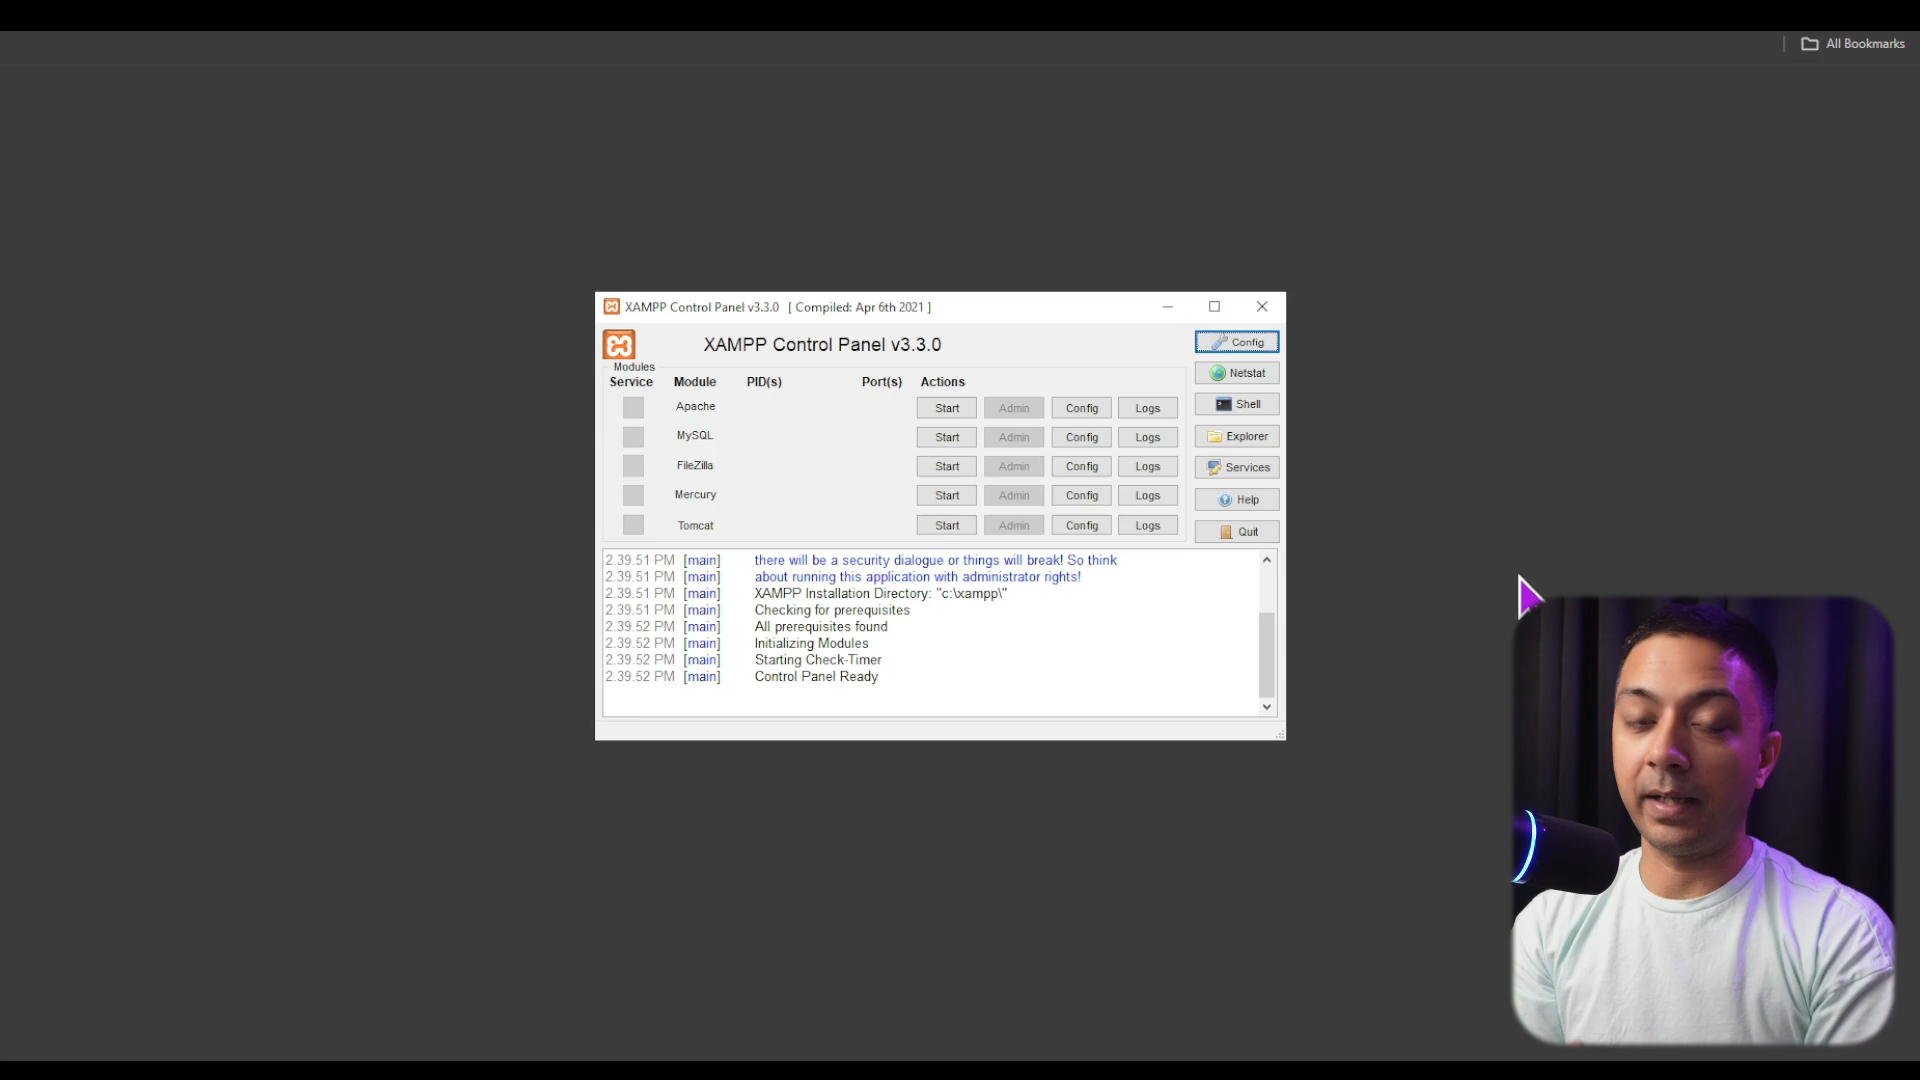 All Bookmarks
XAMPP Control Panel v3.3.0 [ Compiled: Apr 6th 2021 ]
XAMPP Control Panel v3.3.0
Config
Modules
Netstat
Service Module PID(s) Port(s) Actions
Apache Start Admin Config Logs
Shell
MySQL Start Admin Config Logs
Explorer
FileZilla Start Admin Config Logs
Services
Mercury Start Admin Config Logs
Help
Tomcat Start Admin Config Logs
Quit
2.39.51 PM [main] there will be a security dialogue or things will break! So think
2.39.51 PM [main] about running this application with administrator rights!
2.39.51 PM [main] XAMPP Installation Directory: "c:\xampp\"
2.39.51 PM [main] Checking for prerequisites
2.39.52 PM [main] All prerequisites found
2.39.52 PM [main] Initializing Modules
2.39.52 PM [main] Starting Check-Timer
2.39.52 PM [main] Control Panel Ready